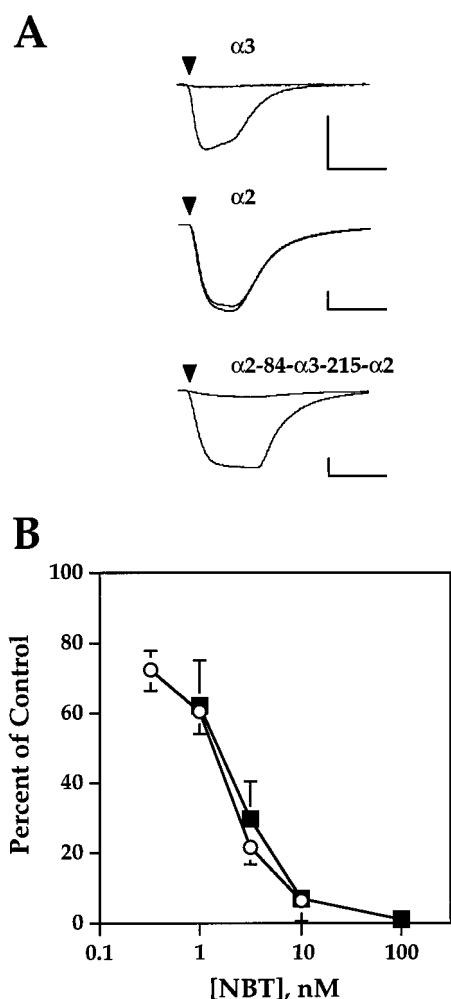 A
α3
α2
α2-84-α3-215-α2
B
100
80
60
40
20
0
Percent of Control
0.1
1
10
100
[NBT], nM